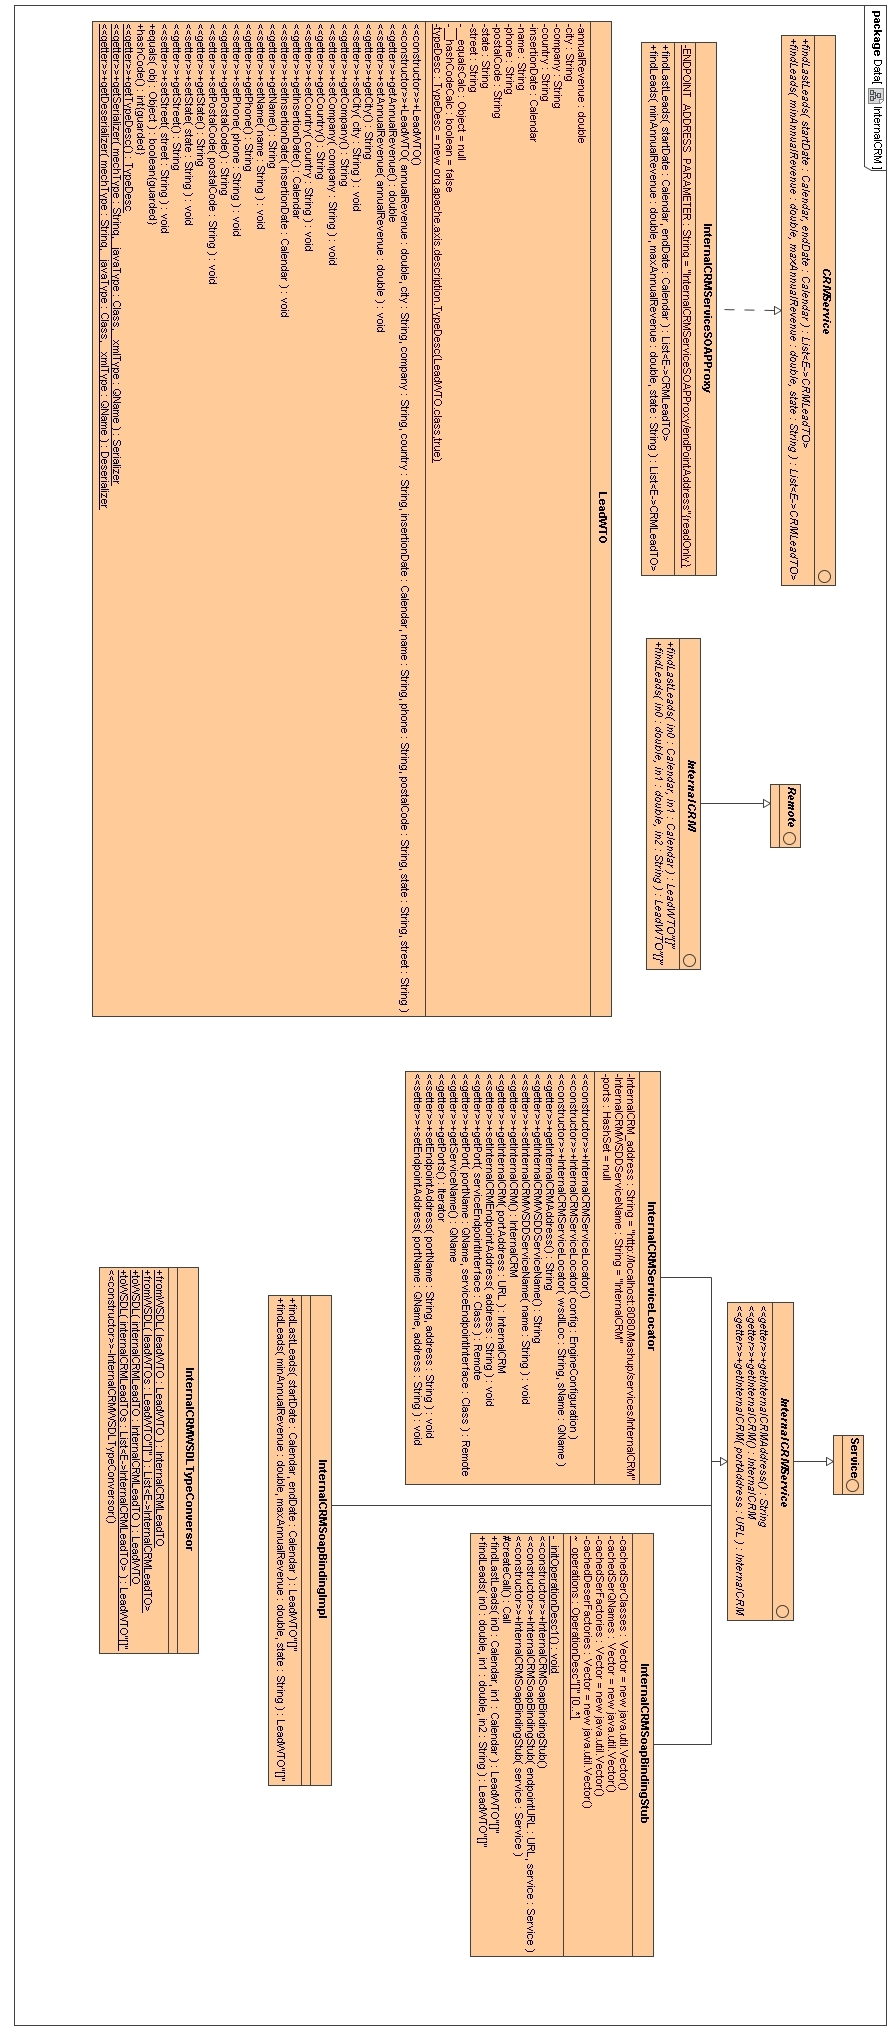 package Data[ InternalCRM ]
CRMService
+findLastLeads( startDate : Calendar, endDate : Calendar ) : List<E->CRMLeadTO>
+findLeads( minAnnualRevenue : double, maxAnnualRevenue : double, state : String ) : List<E->CRMLeadTO>
InternalCRMServiceSOAPProxy
-ENDPOINT_ADDRESS_PARAMETER : String = "InternalCRMServiceSOAPProxy/endPointAddress"{readOnly}
+findLastLeads( startDate : Calendar, endDate : Calendar ) : List<E->CRMLeadTO>
+findLeads( minAnnualRevenue : double, maxAnnualRevenue : double, state : String ) : List<E->CRMLeadTO>
Remote
InternalCRM
+findLastLeads( in0 : Calendar, in1 : Calendar ) : LeadWTO"[]"
+findLeads( in0 : double, in1 : double, in2 : String ) : LeadWTO"[]"
LeadWTO
-annualRevenue : double
-city : String
-company : String
-country : String
-insertionDate : Calendar
-name : String
-phone : String
-postalCode : String
-state : String
-street : String
-__equalsCalc : Object = null
-__hashCodeCalc : boolean = false
-typeDesc : TypeDesc = new org.apache.axis.description.TypeDesc(LeadWTO.class,true)
<<constructor>>+LeadWTO()
<<constructor>>+LeadWTO( annualRevenue : double, city : String, company : String, country : String, insertionDate : Calendar, name : String, phone : String, postalCode : String, state : String, street : String )
<<getter>>+getAnnualRevenue() : double
<<setter>>+setAnnualRevenue( annualRevenue : double ) : void
<<getter>>+getCity() : String
<<setter>>+setCity( city : String ) : void
<<getter>>+getCompany() : String
<<setter>>+setCompany( company : String ) : void
<<getter>>+getCountry() : String
<<setter>>+setCountry( country : String ) : void
<<getter>>+getInsertionDate() : Calendar
<<setter>>+setInsertionDate( insertionDate : Calendar ) : void
<<getter>>+getName() : String
<<setter>>+setName( name : String ) : void
<<getter>>+getPhone() : String
<<setter>>+setPhone( phone : String ) : void
<<getter>>+getPostalCode() : String
<<setter>>+setPostalCode( postalCode : String ) : void
<<getter>>+getState() : String
<<setter>>+setState( state : String ) : void
<<getter>>+getStreet() : String
<<setter>>+setStreet( street : String ) : void
+equals( obj : Object ) : boolean{guarded}
+hashCode() : int{guarded}
<<getter>>+getTypeDesc() : TypeDesc
<<getter>>+getSerializer( mechType : String, _javaType : Class, _xmlType : QName ) : Serializer
<<getter>>+getDeserializer( mechType : String, _javaType : Class, _xmlType : QName ) : Deserializer
Service
InternalCRMService
<<getter>>+getInternalCRMAddress() : String
<<getter>>+getInternalCRM() : InternalCRM
<<getter>>+getInternalCRM( portAddress : URL ) : InternalCRM
InternalCRMServiceLocator
-InternalCRM_address : String = "http://localhost:8080/Mashup/services/InternalCRM"
-InternalCRMWSDDServiceName : String = "InternalCRM"
-ports : HashSet = null
<<constructor>>+InternalCRMServiceLocator()
<<constructor>>+InternalCRMServiceLocator( config : EngineConfiguration )
<<constructor>>+InternalCRMServiceLocator( wsdlLoc : String, sName : QName )
<<getter>>+getInternalCRMAddress() : String
<<getter>>+getInternalCRMWSDDServiceName() : String
<<setter>>+setInternalCRMWSDDServiceName( name : String ) : void
<<getter>>+getInternalCRM() : InternalCRM
<<getter>>+getInternalCRM( portAddress : URL ) : InternalCRM
<<setter>>+setInternalCRMEndpointAddress( address : String ) : void
<<getter>>+getPort( serviceEndpointInterface : Class ) : Remote
<<getter>>+getPort( portName : QName, serviceEndpointInterface : Class ) : Remote
<<getter>>+getServiceName() : QName
<<getter>>+getPorts() : Iterator
<<setter>>+setEndpointAddress( portName : String, address : String ) : void
<<setter>>+setEndpointAddress( portName : QName, address : String ) : void
InternalCRMSoapBindingStub
-cachedSerClasses : Vector = new java.util.Vector()
-cachedSerQNames : Vector = new java.util.Vector()
-cachedSerFactories : Vector = new java.util.Vector()
-cachedDeserFactories : Vector = new java.util.Vector()
~_operations : OperationDesc"[]" [0..*]
-_initOperationDesc1() : void
<<constructor>>+InternalCRMSoapBindingStub()
<<constructor>>+InternalCRMSoapBindingStub( endpointURL : URL, service : Service )
<<constructor>>+InternalCRMSoapBindingStub( service : Service )
#createCall() : Call
+findLastLeads( in0 : Calendar, in1 : Calendar ) : LeadWTO"[]"
+findLeads( in0 : double, in1 : double, in2 : String ) : LeadWTO"[]"
InternalCRMSoapBindingImpl
+findLastLeads( startDate : Calendar, endDate : Calendar ) : LeadWTO"[]"
+findLeads( minAnnualRevenue : double, maxAnnualRevenue : double, state : String ) : LeadWTO"[]"
InternalCRMWSDLTypeConversor
+fromWSDL( leadWTO : LeadWTO ) : InternalCRMLeadTO
+fromWSDL( leadWTOs : LeadWTO"[]" ) : List<E->InternalCRMLeadTO>
+toWSDL( internalCRMLeadTO : InternalCRMLeadTO ) : LeadWTO
+toWSDL( internalCRMLeadTOs : List<E->InternalCRMLeadTO> ) : LeadWTO"[]"
<<constructor>>-InternalCRMWSDLTypeConversor()